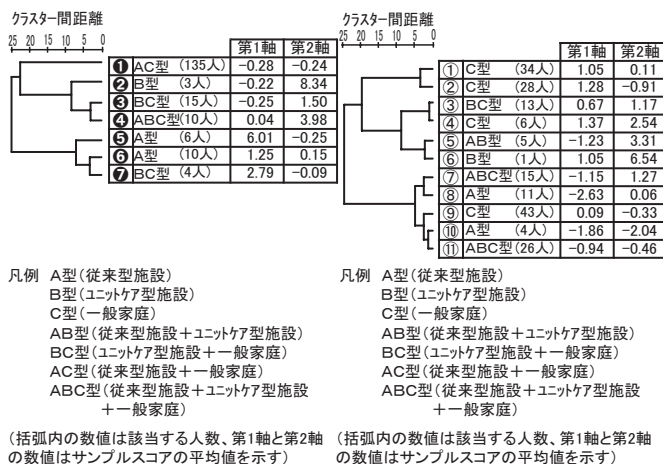 クラスター間距離
25 20 15 10 5 0
第1軸 第2軸
❶ AC型 (135人) −0.28 −0.24
❷ B型 (3人) −0.22 8.34
❸ BC型 (15人) −0.25 1.50
❹ ABC型(10人) 0.04 3.98
❺ A型 (6人) 6.01 −0.25
❻ A型 (10人) 1.25 0.15
❼ BC型 (4人) 2.79 −0.09
凡例 A型(従来型施設)
B型(ユニットケア型施設)
C型(一般家庭)
AB型(従来型施設+ユニットケア型施設)
BC型(ユニットケア型施設+一般家庭)
AC型(従来型施設+一般家庭)
ABC型(従来型施設+ユニットケア型施設
+一般家庭)
(括弧内の数値は該当する人数、第1軸と第2軸
の数値はサンプルスコアの平均値を示す)
クラスター間距離
25 20 15 10 5 0
第1軸 第2軸
① C型 (34人) 1.05 0.11
② C型 (28人) 1.28 −0.91
③ BC型 (13人) 0.67 1.17
④ C型 (6人) 1.37 2.54
⑤ AB型 (5人) −1.23 3.31
⑥ B型 (1人) 1.05 6.54
⑦ ABC型(15人) −1.15 1.27
⑧ A型 (11人) −2.63 0.06
⑨ C型 (43人) 0.09 −0.33
⑩ A型 (4人) −1.86 −2.04
⑪ ABC型(26人) −0.94 −0.46
凡例 A型(従来型施設)
B型(ユニットケア型施設)
C型(一般家庭)
AB型(従来型施設+ユニットケア型施設)
BC型(ユニットケア型施設+一般家庭)
AC型(従来型施設+一般家庭)
ABC型(従来型施設+ユニットケア型施設
+一般家庭)
(括弧内の数値は該当する人数、第1軸と第2軸
の数値はサンプルスコアの平均値を示す)